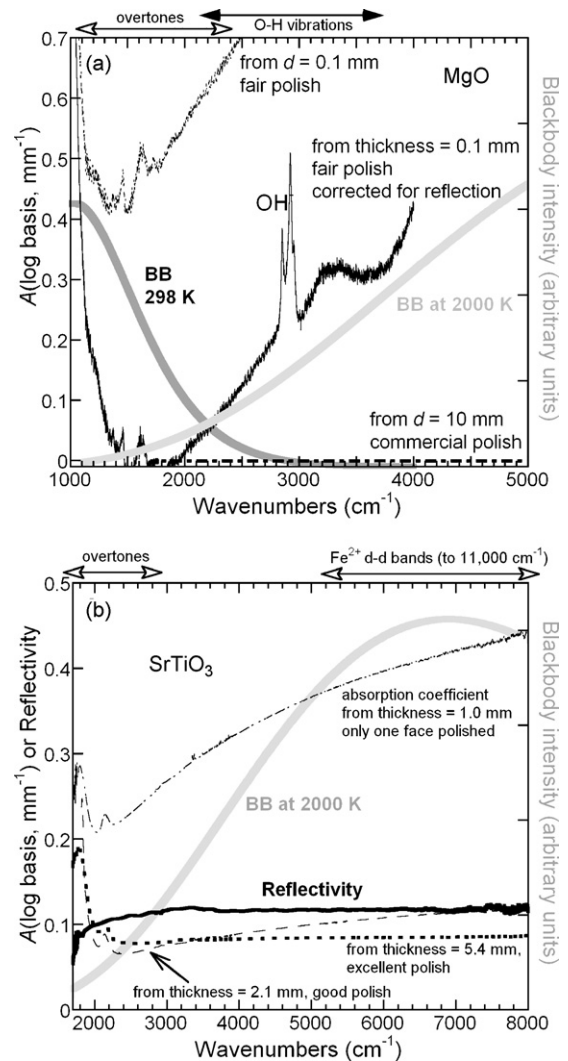 overtones
O-H vibrations
0.7
0.6
0.5
0.4
0.3
0.2
0.1
0
(a)
from d = 0.1 mm
fair polish
MgO
from thickness = 0.1 mm
fair polish
corrected for reflection
OH
BB
298 K
BB at 2000 K
from d = 10 mm
commercial polish
1000
2000
3000
4000
5000
Wavenumbers (cm⁻¹)
A(log basis, mm⁻¹)
Blackbody intensity (arbitrary units)
overtones
Fe²⁺ d-d bands (to 11,000 cm⁻¹)
0.5
0.4
0.3
0.2
0.1
0
(b)
SrTiO₃
absorption coefficient
from thickness = 1.0 mm
only one face polished
BB at 2000 K
Reflectivity
from thickness = 5.4 mm,
excellent polish
from thickness = 2.1 mm, good polish
2000
3000
4000
5000
6000
7000
8000
Wavenumbers (cm⁻¹)
A(log basis, mm⁻¹) or Reflectivity
Blackbody intensity (arbitrary units)